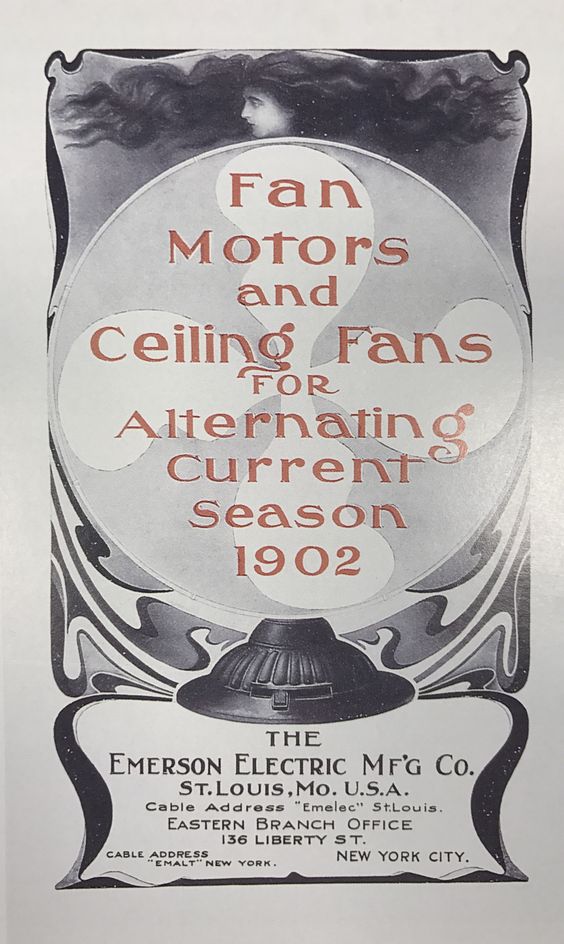 Fan
Motors
and
Ceiling Fans
FOR
Alternating
Current
Season
1902
THE
EMERSON ELECTRIC MF'G CO.
ST. LOUIS, MO. U.S.A.
Cable Address "Emelec" St. Louis.
EASTERN BRANCH OFFICE
136 LIBERTY ST.
CABLE ADDRESS
"EMALT" NEW YORK.
NEW YORK CITY.